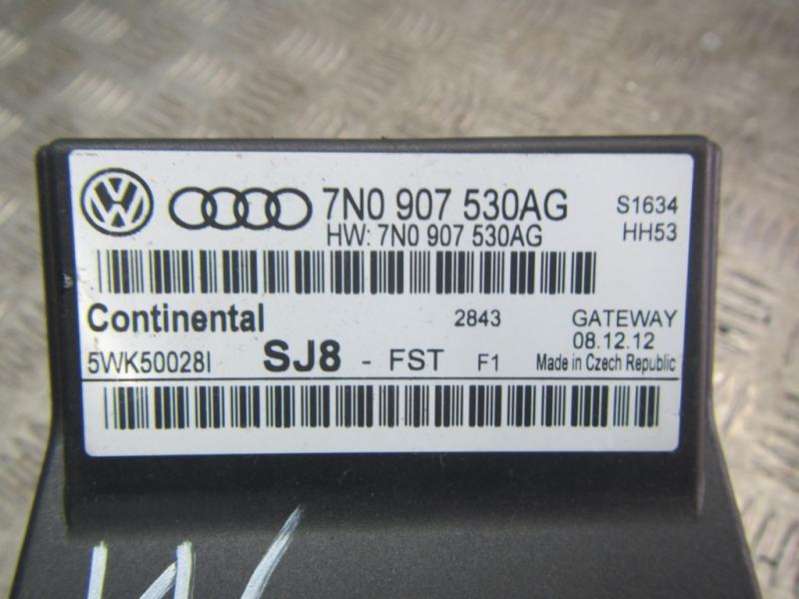 7N0 907 530AG S1634
HW: 7N0 907 530AG HH53
Continental 2843 GATEWAY
08.12.12
5WK50028I SJ8 - FST F1 Made in Czech Republic